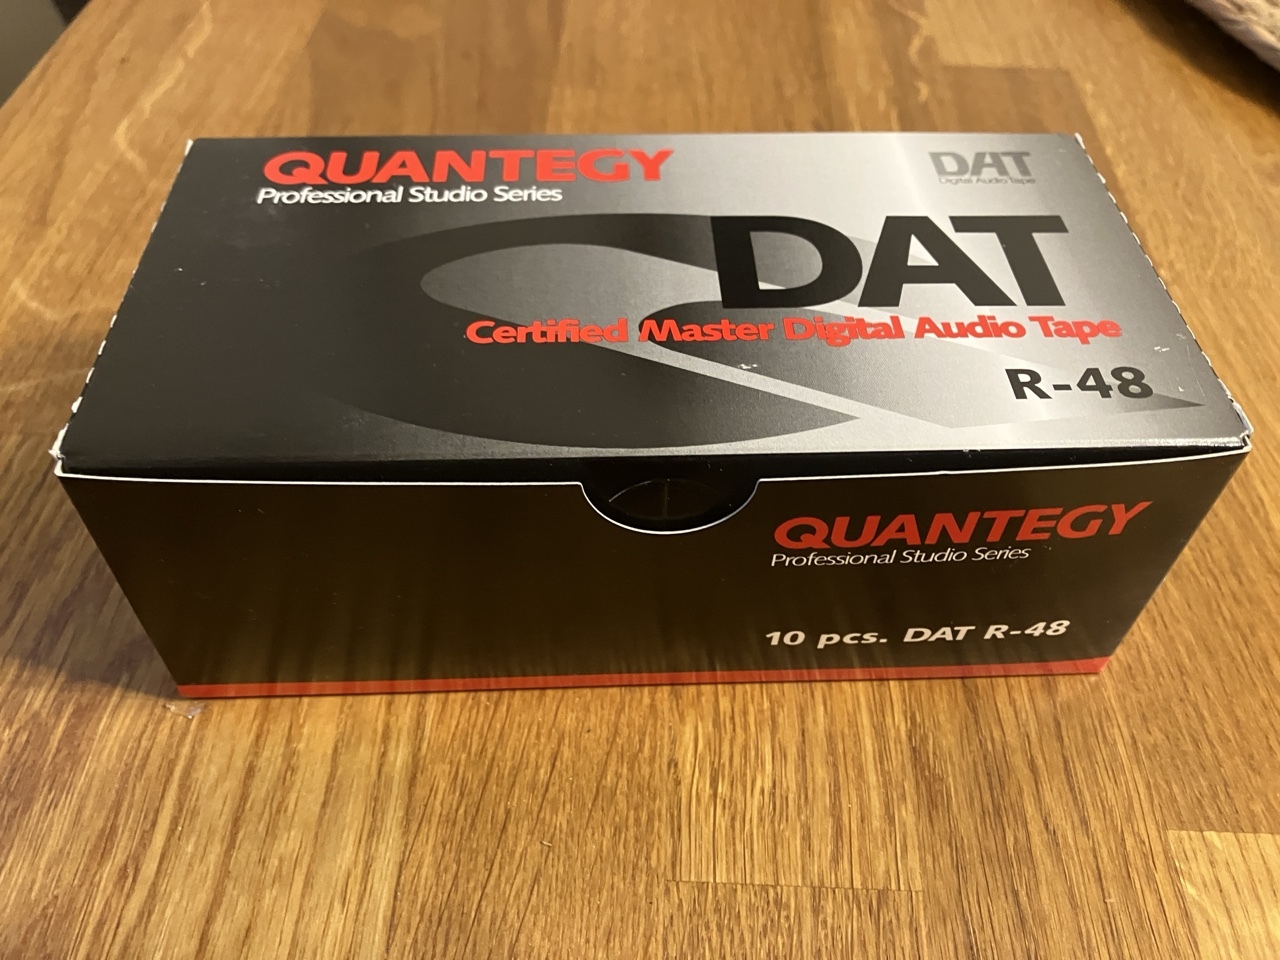 QUANTEGY
Professional Studio Series
DAT
Digital Audio Tape
DAT
Certified Master Digital Audio Tape
R-48
QUANTEGY
Professional Studio Series
10 pcs. DAT R-48